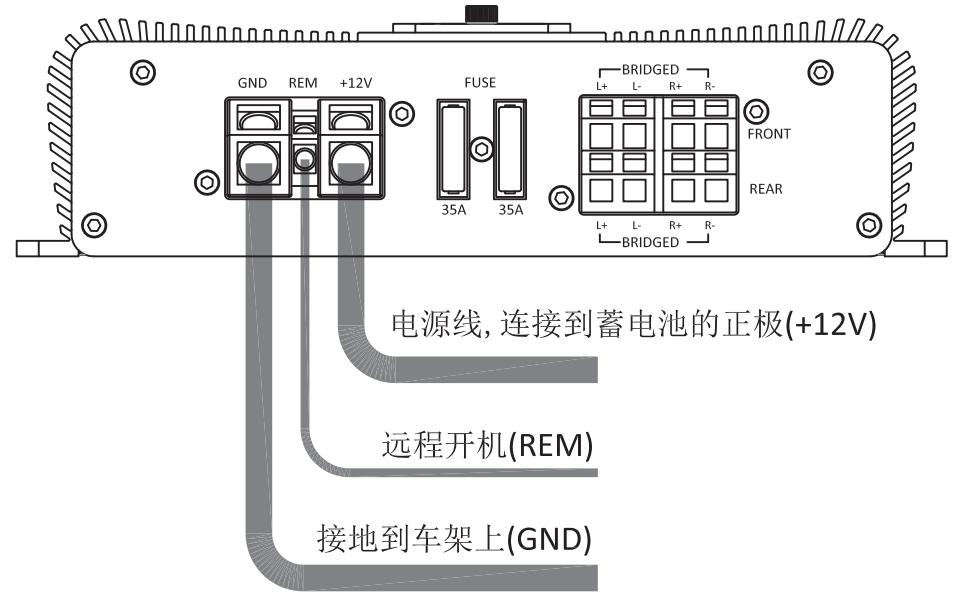 GND REM +12V
FUSE
BRIDGED
L+ L- R+ R-
FRONT
REAR
35A 35A
L+ L- R+ R-
BRIDGED
电源线,连接到蓄电池的正极(+12V)
远程开机(REM)
接地到车架上(GND)